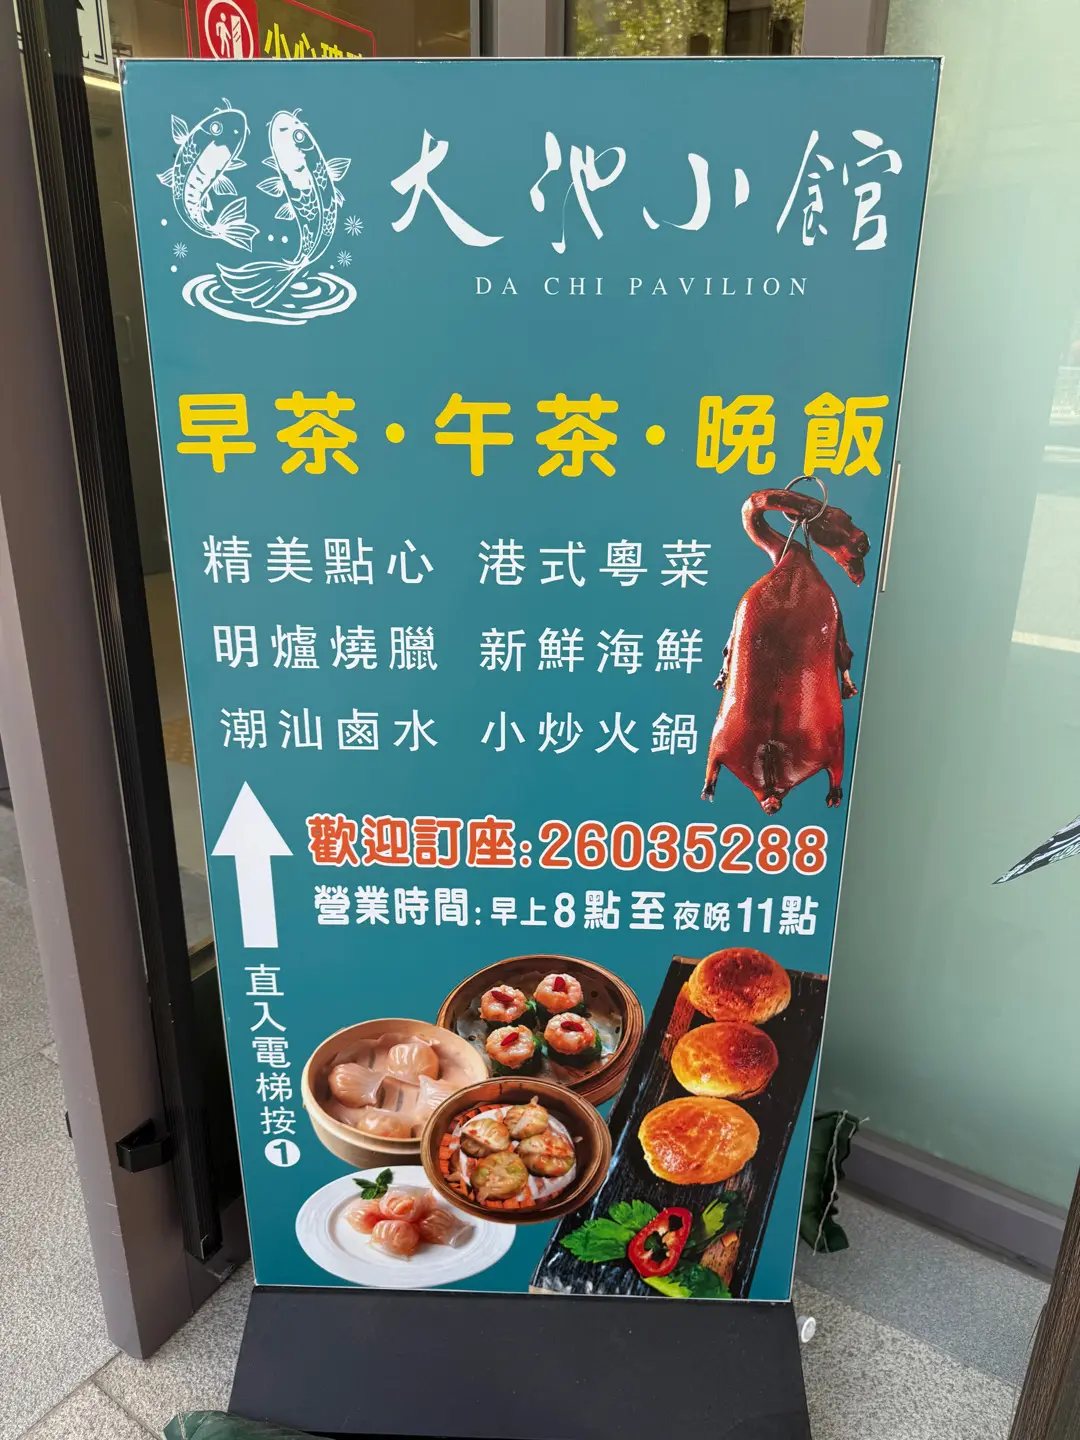 小心玻
大池小館
DA CHI PAVILION
早茶·午茶·晚飯
精美點心 港式粵菜
明爐燒臘 新鮮海鮮
潮汕鹵水 小炒火鍋
歡迎訂座:26035288
營業時間:早上8點至夜晚11點
直入電梯按1